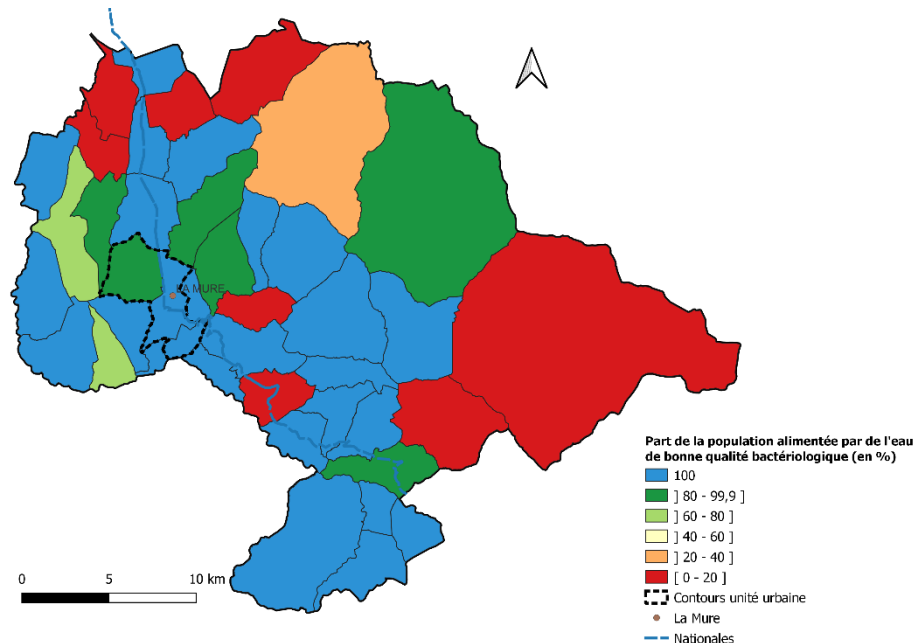 LA MURE
Part de la population alimentée par de l'eau
de bonne qualité bactériologique (en %)
100
] 80 - 99,9 ]
] 60 - 80 ]
] 40 - 60 ]
] 20 - 40 ]
[ 0 - 20 ]
Contours unité urbaine
La Mure
Nationales
0 5 10 km